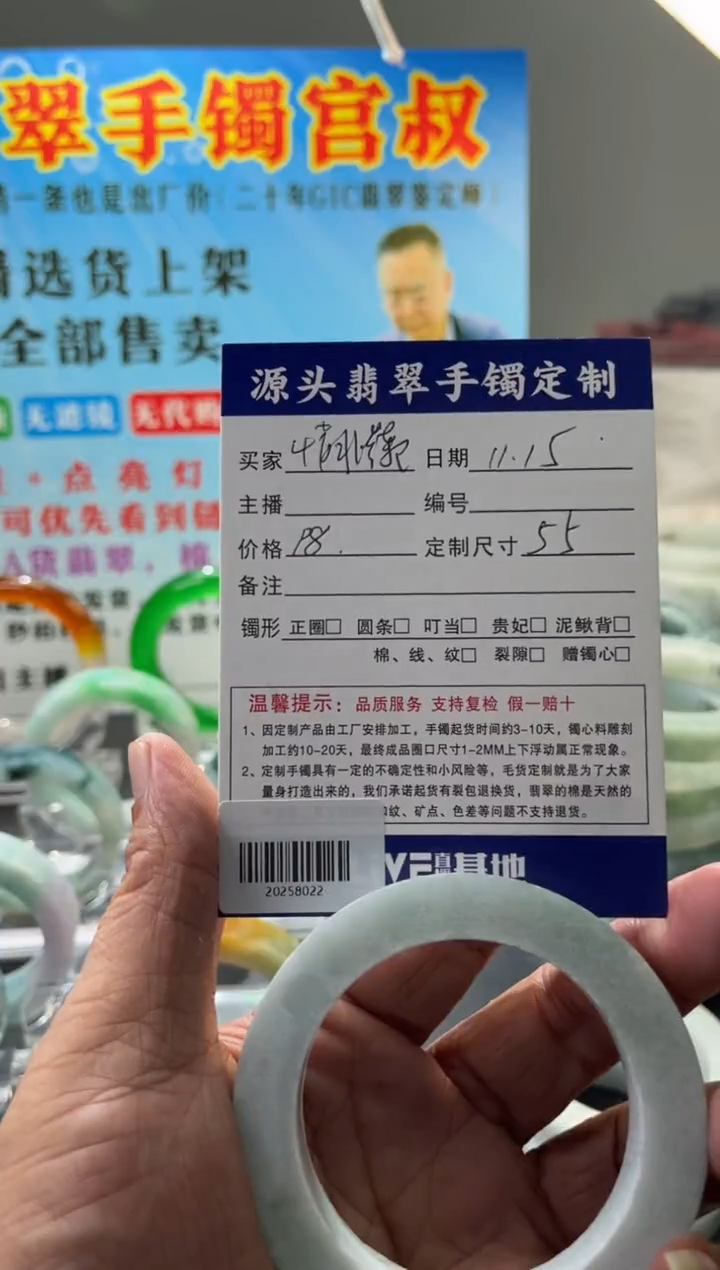 翠手镯宫叔
一条也是出厂价（二十年GIC翡翠鉴定师）
选货上架
全部售卖
无滤镜
点亮灯
可优先看到
A货翡翠，
源头翡翠手镯定制
买家 日期 11.15
主播 编号
价格 18. 定制尺寸 55
备注
镯形 正圈□ 圆条□ 叮当□ 贵妃□ 泥鳅背□
棉、线、纹□ 裂隙□ 赠镯心□
温馨提示：品质服务 支持复检 假一赔十
1、因定制产品由工厂安排加工，手镯起货时间约3-10天，镯心料雕刻
加工约10-20天，最终成品圈口尺寸1-2MM上下浮动属正常现象。
2、定制手镯具有一定的不确定性和小风险等，毛货定制就是为了大家
量身打造出来的，我们承诺起货有裂包退换货，翡翠的棉是天然的
纹、矿点、色差等问题不支持退货。
基地
20258022